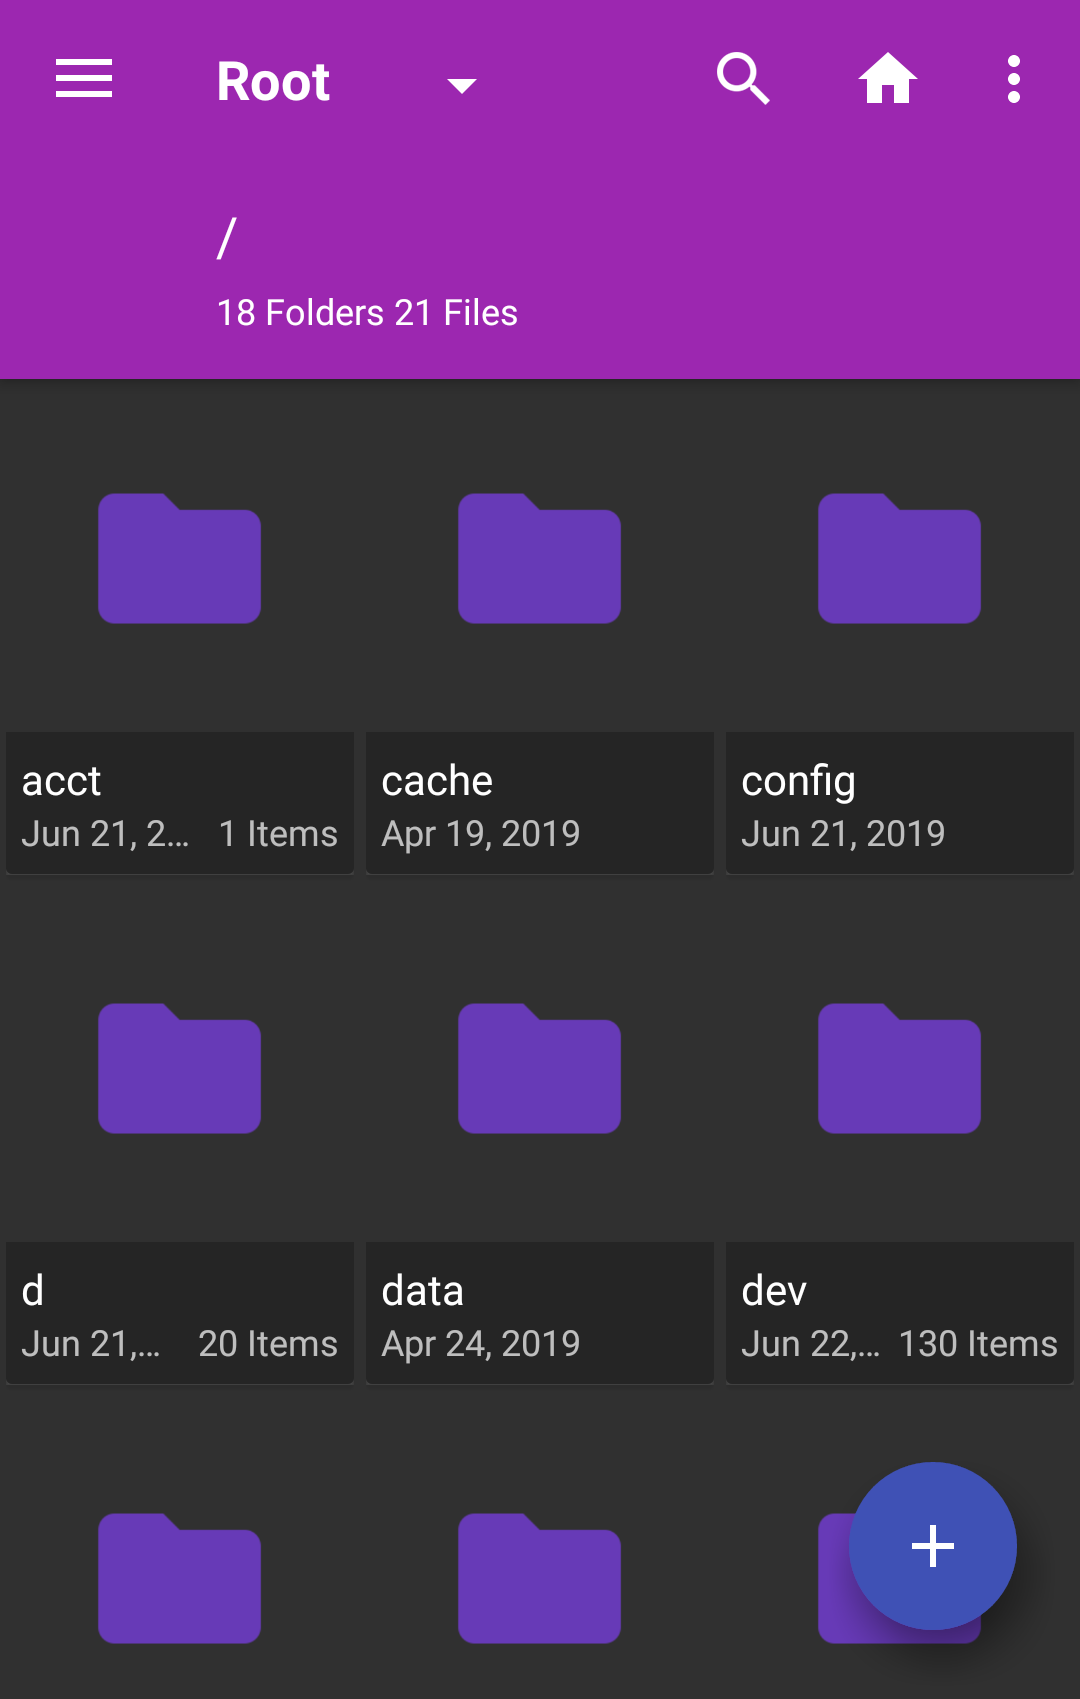 Root
/
18 Folders 21 Files
acct
Jun 21, 2... 1 Items
cache
Apr 19, 2019
config
Jun 21, 2019
d
Jun 21,... 20 Items
data
Apr 24, 2019
dev
Jun 22,... 130 Items